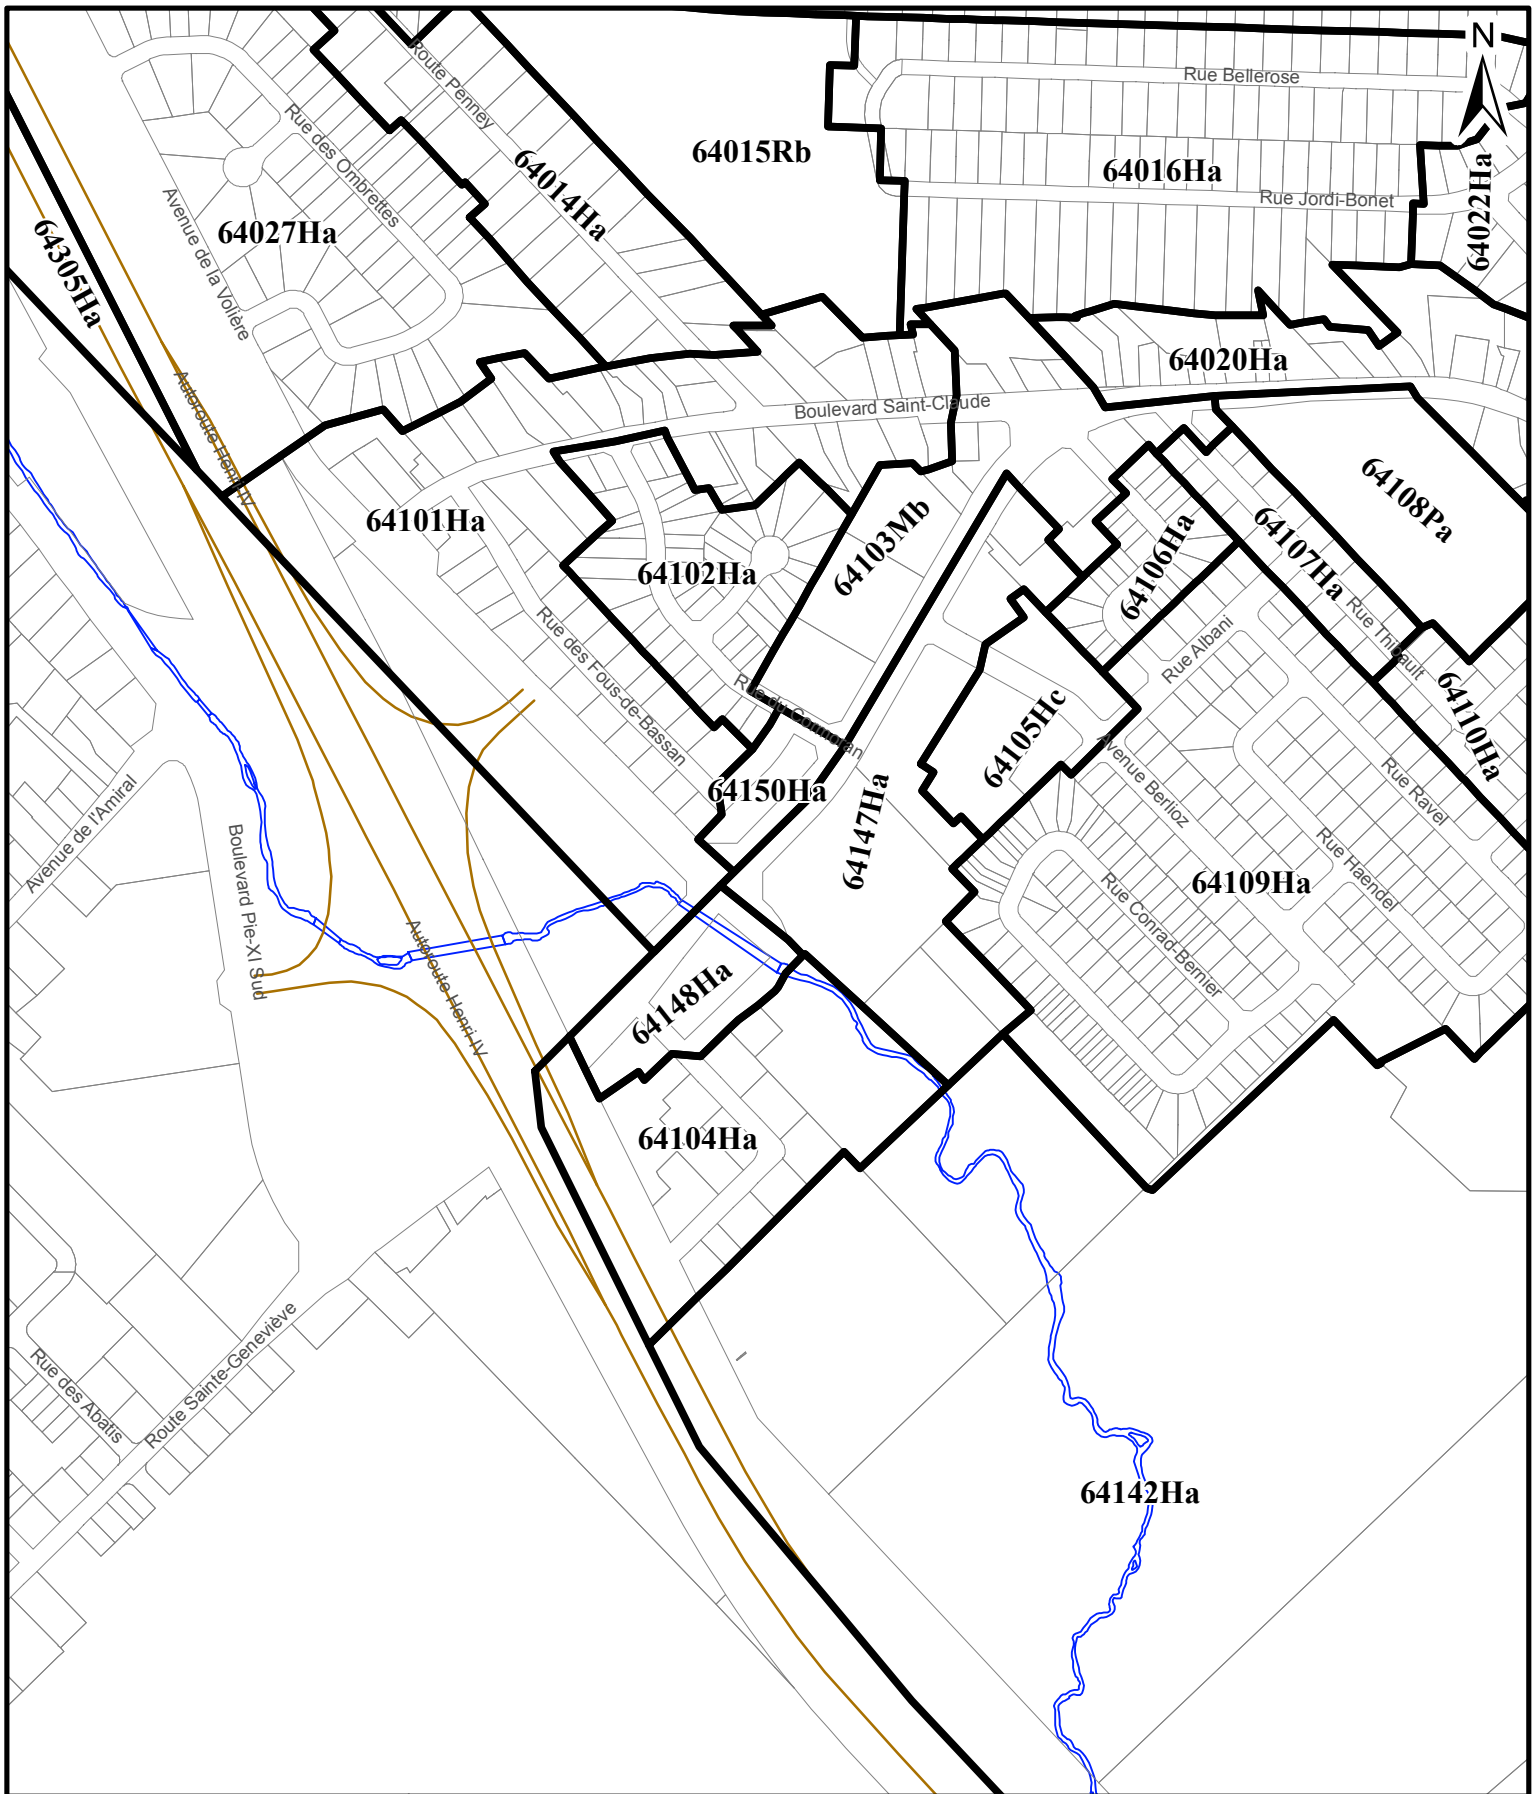 N
Rue Bellerose
Route Penney
64015Rb
64016Ha
Rue des Ombrettes
64014Ha
Rue Jordi-Bonet
64022Ha
64027Ha
Avenue de la Volière
64305Ha
64020Ha
Autoroute Henri-IV
Boulevard Saint-Claude
64101Ha
64108Pa
64103Mb
64102Ha
64106Ha
64107Ha
Rue des Fous-de-Bassan
Rue Thibault
Rue Albani
Rue du Cormoran
64105Hc
64110Ha
Avenue Berlioz
Rue Ravel
64150Ha
64147Ha
Avenue de l'Amiral
Boulevard Pie-XI Sud
Rue Haendel
64109Ha
Rue Conrad-Bernier
Autoroute Henri-IV
64148Ha
64104Ha
Rue des Abatis
Route Sainte-Geneviève
64142Ha